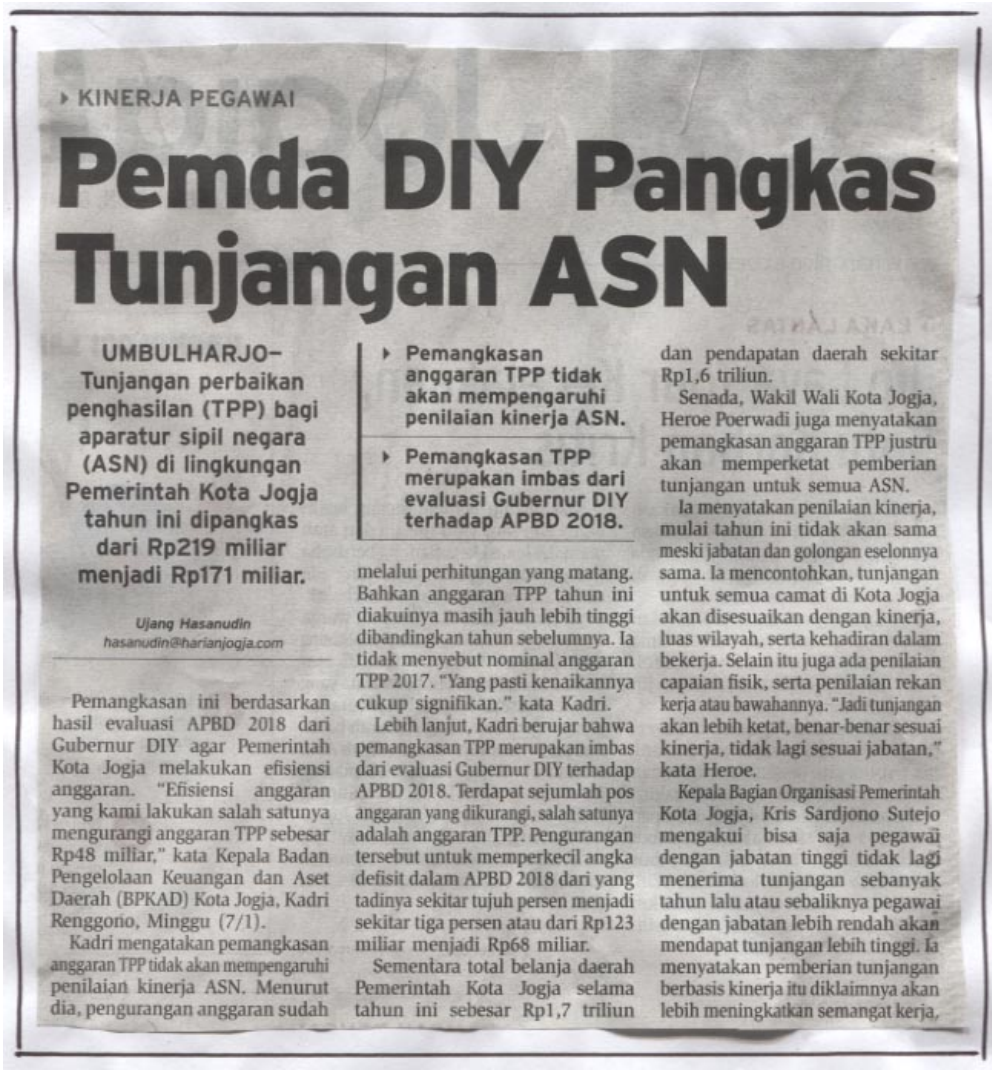 KINERJA PEGAWAI
Pemda DIY Pangkas
Tunjangan ASN
UMBULHARJO–
Tunjangan perbaikan
penghasilan (TPP) bagi
aparatur sipil negara
(ASN) di lingkungan
Pemerintah Kota Jogja
tahun ini dipangkas
dari Rp219 miliar
menjadi Rp171 miliar.
Ujang Hasanudin
hasanudin@harianjogja.com
Pemangkasan ini berdasarkan
hasil evaluasi APBD 2018 dari
Gubernur DIY agar Pemerintah
Kota Jogja melakukan efisiensi
anggaran. “Efisiensi anggaran
yang kami lakukan salah satunya
mengurangi anggaran TPP sebesar
Rp48 miliar,” kata Kepala Badan
Pengelolaan Keuangan dan Aset
Daerah (BPKAD) Kota Jogja, Kadri
Renggono, Minggu (7/1).
Kadri mengatakan pemangkasan
anggaran TPP tidak akan mempengaruhi
penilaian kinerja ASN. Menurut
dia, pengurangan anggaran sudah
Pemangkasan
anggaran TPP tidak
akan mempengaruhi
penilaian kinerja ASN.
Pemangkasan TPP
merupakan imbas dari
evaluasi Gubernur DIY
terhadap APBD 2018.
melalui perhitungan yang matang.
Bahkan anggaran TPP tahun ini
diakuinya masih jauh lebih tinggi
dibandingkan tahun sebelumnya. Ia
tidak menyebut nominal anggaran
TPP 2017. “Yang pasti kenaikannya
cukup signifikan.” kata Kadri.
Lebih lanjut, Kadri berujar bahwa
pemangkasan TPP merupakan imbas
dari evaluasi Gubernur DIY terhadap
APBD 2018. Terdapat sejumlah pos
anggaran yang dikurangi, salah satunya
adalah anggaran TPP. Pengurangan
tersebut untuk memperkecil angka
defisit dalam APBD 2018 dari yang
tadinya sekitar tujuh persen menjadi
sekitar tiga persen atau dari Rp123
miliar menjadi Rp68 miliar.
Sementara total belanja daerah
Pemerintah Kota Jogja selama
tahun ini sebesar Rp1,7 triliun
dan pendapatan daerah sekitar
Rp1,6 triliun.
Senada, Wakil Wali Kota Jogja,
Heroe Poerwadi juga menyatakan
pemangkasan anggaran TPP justru
akan memperketat pemberian
tunjangan untuk semua ASN.
Ia menyatakan penilaian kinerja,
mulai tahun ini tidak akan sama
meski jabatan dan golongan eselonnya
sama. Ia mencontohkan, tunjangan
untuk semua camat di Kota Jogja
akan disesuaikan dengan kinerja,
luas wilayah, serta kehadiran dalam
bekerja. Selain itu juga ada penilaian
capaian fisik, serta penilaian rekan
kerja atau bawahannya. “Jadi tunjangan
akan lebih ketat, benar-benar sesuai
kinerja, tidak lagi sesuai jabatan,”
kata Heroe.
Kepala Bagian Organisasi Pemerintah
Kota Jogja, Kris Sardjono Sutejo
mengakui bisa saja pegawai
dengan jabatan tinggi tidak lagi
menerima tunjangan sebanyak
tahun lalu atau sebaliknya pegawai
dengan jabatan lebih rendah akan
mendapat tunjangan lebih tinggi. Ia
menyatakan pemberian tunjangan
berbasis kinerja itu diklaimnya akan
lebih meningkatkan semangat kerja,